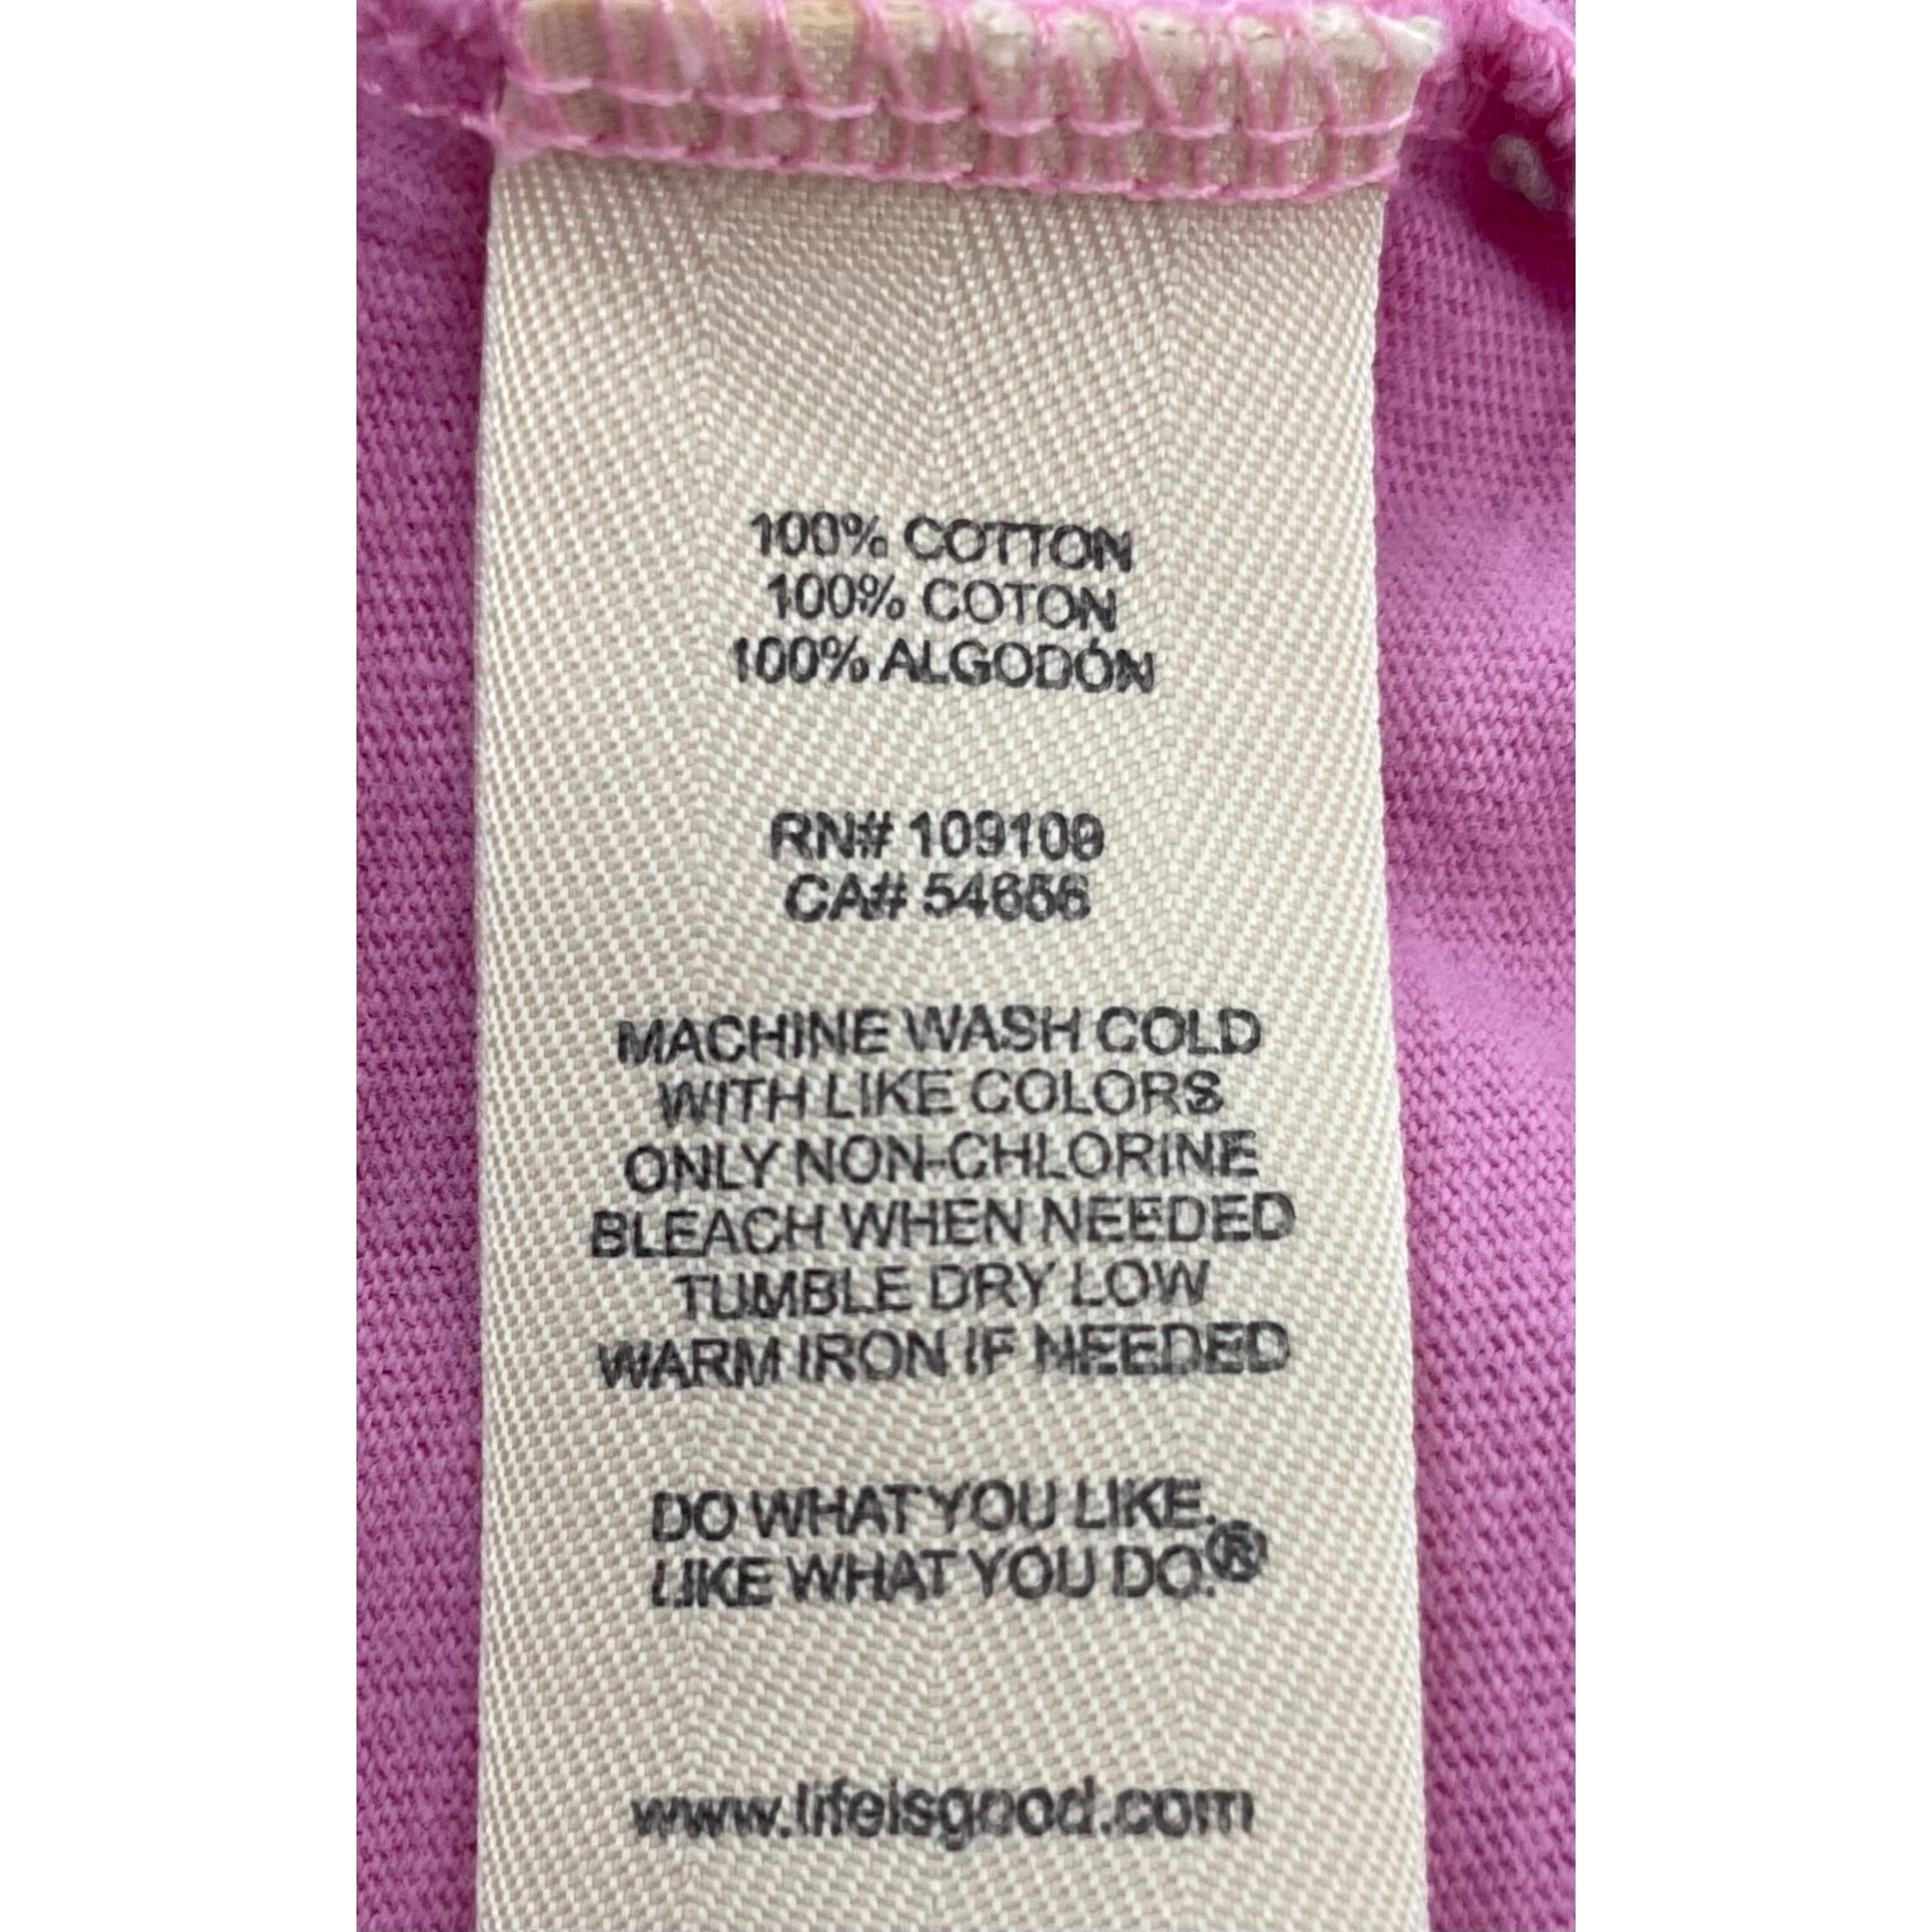 100% COTTON
100% COTON
100% ALGODÓN
RN# 109109
CA# 54656
MACHINE WASH COLD
WITH LIKE COLORS
ONLY NON-CHLORINE
BLEACH WHEN NEEDED
TUMBLE DRY LOW
WARM IRON IF NEEDED
DO WHAT YOU LIKE.
LIKE WHAT YOU DO.®
www.lifeisgood.com